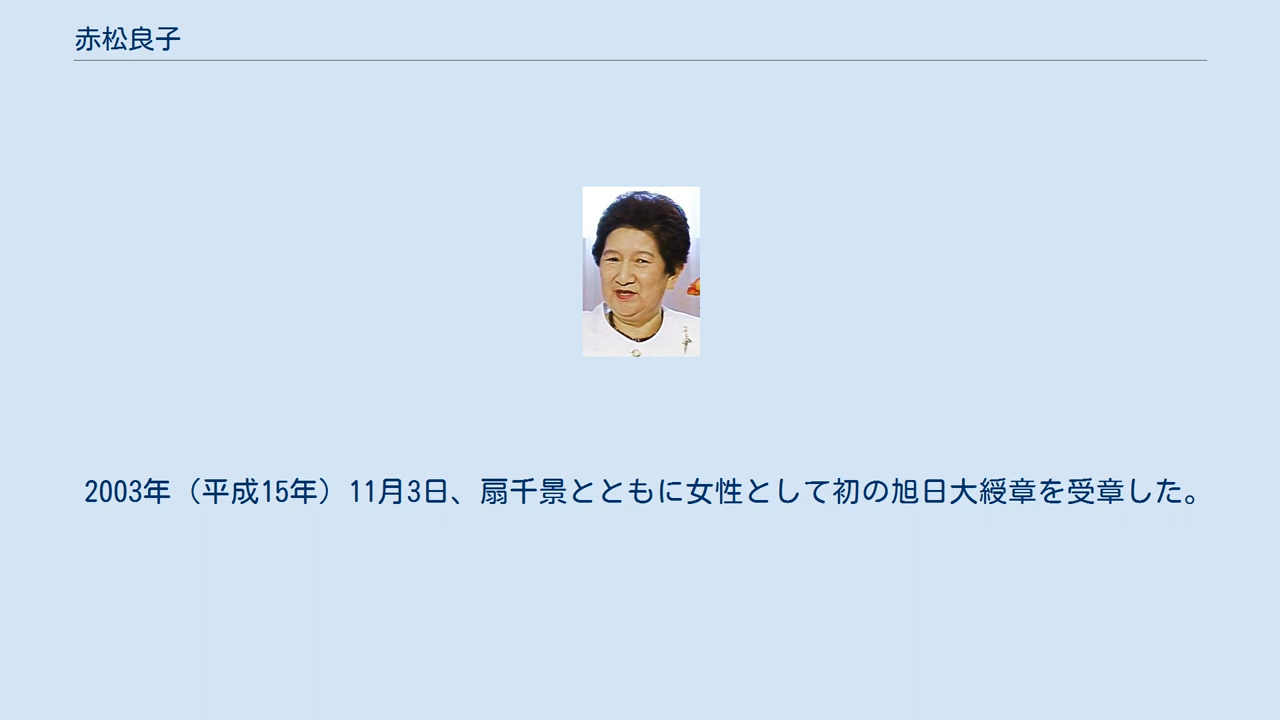 赤松良子
2003年（平成15年）11月3日、扇千景とともに女性として初の旭日大綬章を受章した。